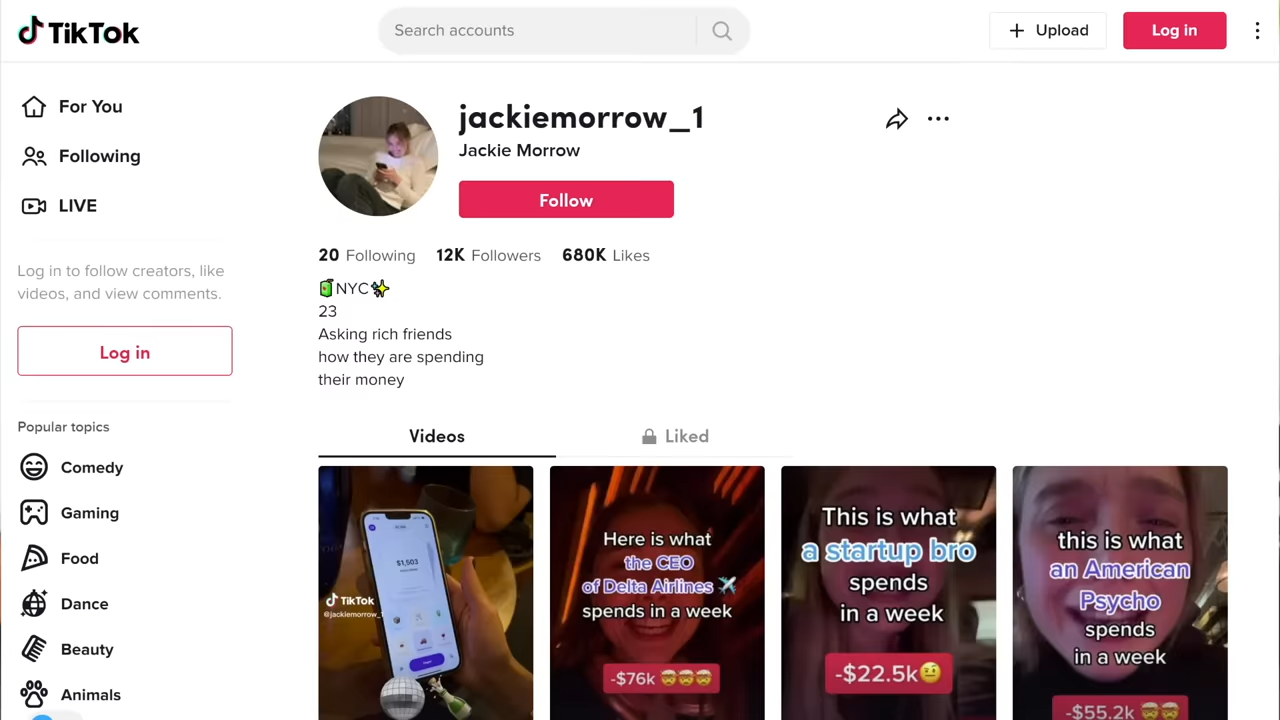 TikTok
Search accounts
Upload
Log in
For You
Following
LIVE
Log in to follow creators, like
videos, and view comments.
Log in
Popular topics
Comedy
Gaming
Food
Dance
Beauty
Animals
jackiemorrow_1
Jackie Morrow
Follow
20 Following 12K Followers 680K Likes
🧃NYC✨
23
Asking rich friends
how they are spending
their money
Videos
Liked
$1,503
TikTok
@jackiemorrow_1
Here is what
the CEO
of Delta Airlines ✈️
spends in a week
-$76k 🤯🤯🤯
This is what
a startup bro
spends
in a week
-$22.5k🤨
this is what
an American
Psycho
spends
in a week
-$55.2k 🤯🤯